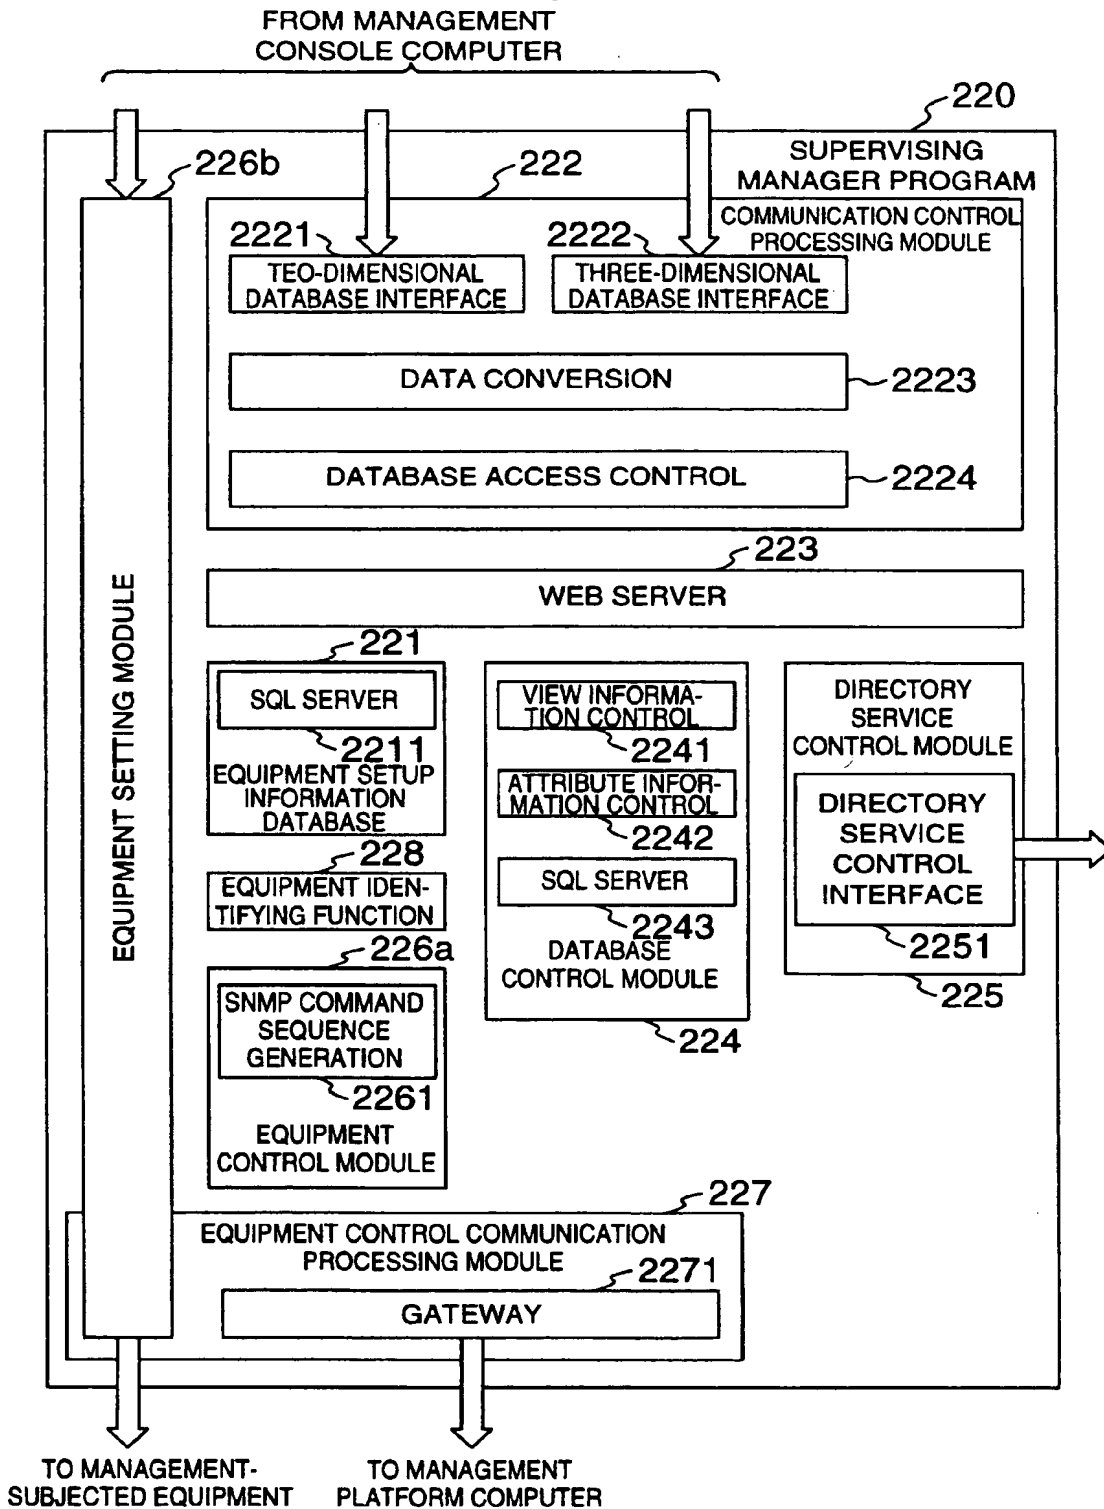 FROM MANAGEMENT
CONSOLE COMPUTER
220
SUPERVISING
MANAGER PROGRAM
226b
222
COMMUNICATION CONTROL
PROCESSING MODULE
2221
2222
TEO-DIMENSIONAL
DATABASE INTERFACE
THREE-DIMENSIONAL
DATABASE INTERFACE
DATA CONVERSION
2223
DATABASE ACCESS CONTROL
2224
EQUIPMENT SETTING MODULE
223
WEB SERVER
221
SQL SERVER
2211
EQUIPMENT SETUP
INFORMATION
DATABASE
228
EQUIPMENT IDEN-
TIFYING FUNCTION
226a
SNMP COMMAND
SEQUENCE
GENERATION
2261
EQUIPMENT
CONTROL MODULE
VIEW INFORMA-
TION CONTROL
2241
ATTRIBUTE INFOR-
MATION CONTROL
2242
SQL SERVER
2243
DATABASE
CONTROL MODULE
224
DIRECTORY
SERVICE
CONTROL MODULE
DIRECTORY
SERVICE
CONTROL
INTERFACE
2251
225
227
EQUIPMENT CONTROL COMMUNICATION
PROCESSING MODULE
2271
GATEWAY
TO MANAGEMENT-
SUBJECTED EQUIPMENT
TO MANAGEMENT
PLATFORM COMPUTER